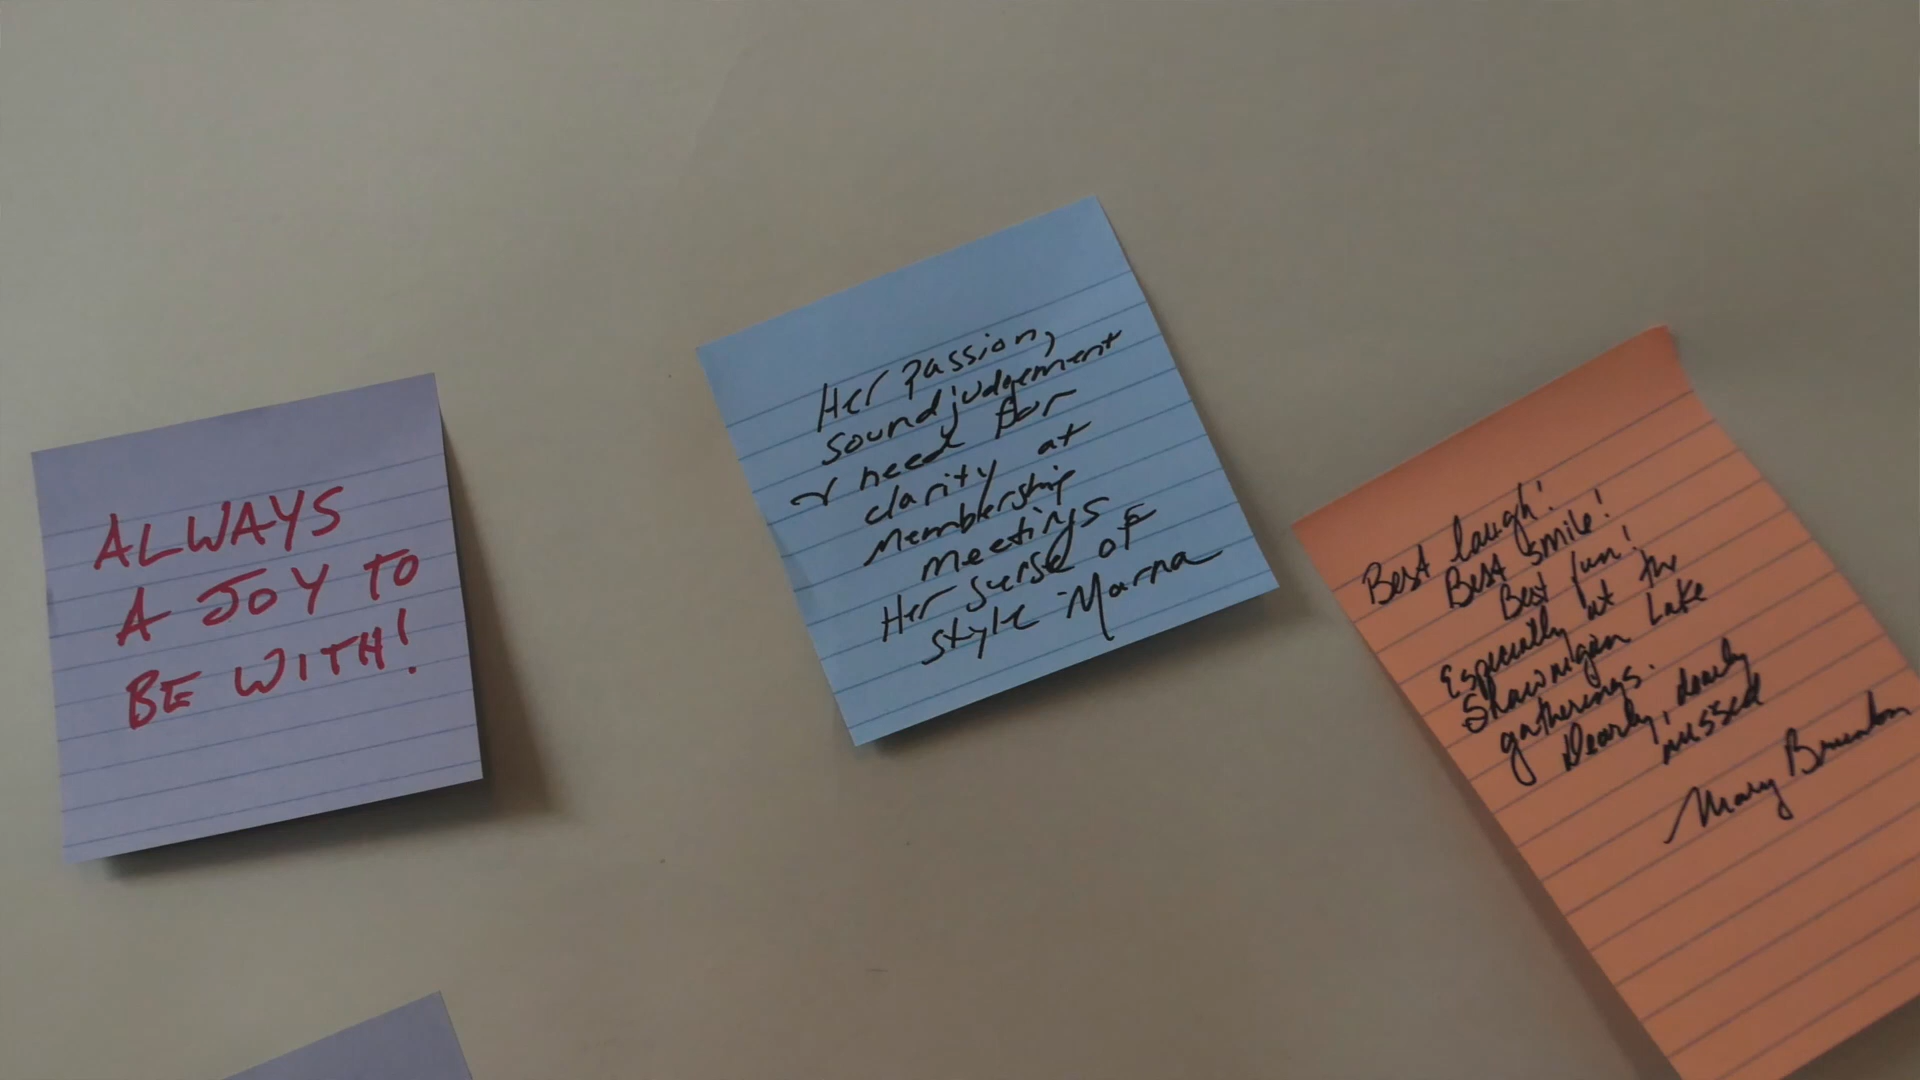 ALWAYS
A JOY TO
BE WITH!
Her passion,
sound judgement
& need for
clarity at
Membership
meetings &
Her sense of
style Marna
Best laugh!
Best smile!
Best fun!
Especially at the
Shawnigan Lake
gatherings.
Dearly, dearly
missed
Mary